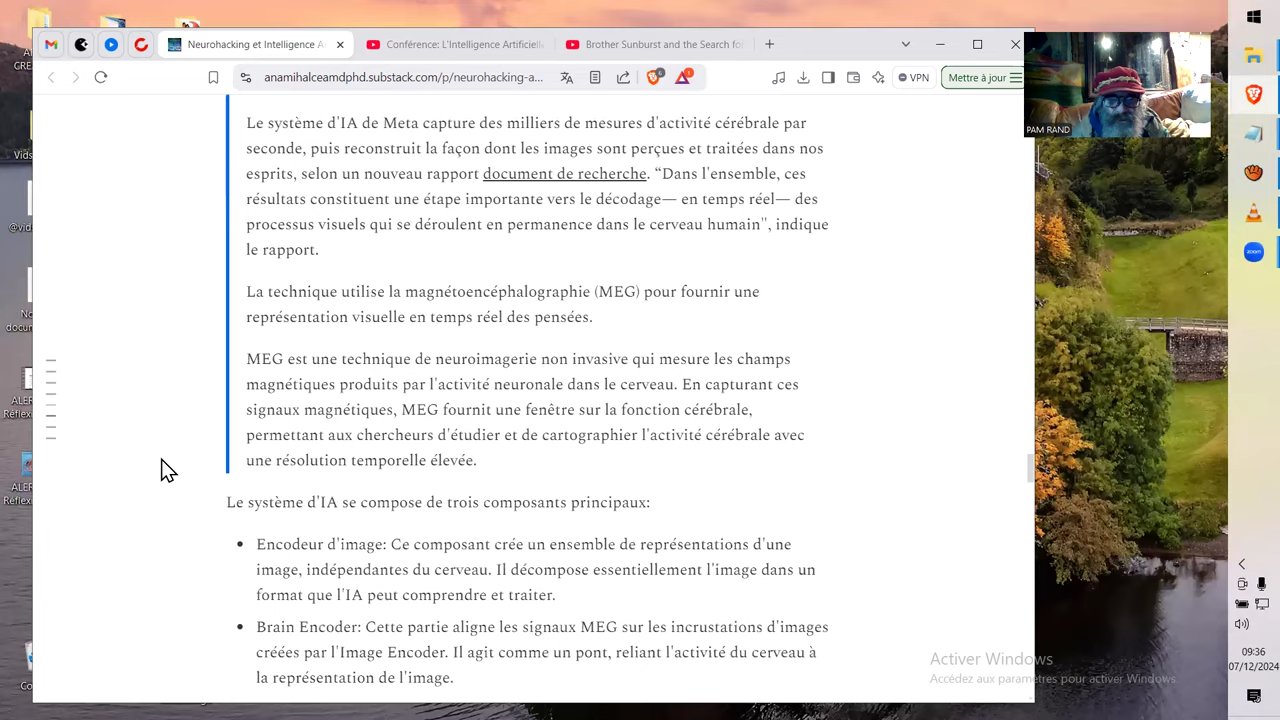 Neurohacking et Intelligence A
Conférence: L'Intelligence Artificielle
Brother Sunburst and the Search for
anamihalceamdphd.substack.com/p/neurohacking-a...
6
1
VPN
Mettre à jour
PAM RAND
Le système d'IA de Meta capture des milliers de mesures d'activité cérébrale par
seconde, puis reconstruit la façon dont les images sont perçues et traitées dans nos
esprits, selon un nouveau rapport document de recherche. “Dans l'ensemble, ces
résultats constituent une étape importante vers le décodage— en temps réel— des
processus visuels qui se déroulent en permanence dans le cerveau humain", indique
le rapport.
La technique utilise la magnétoencéphalographie (MEG) pour fournir une
représentation visuelle en temps réel des pensées.
MEG est une technique de neuroimagerie non invasive qui mesure les champs
magnétiques produits par l'activité neuronale dans le cerveau. En capturant ces
signaux magnétiques, MEG fournit une fenêtre sur la fonction cérébrale,
permettant aux chercheurs d'étudier et de cartographier l'activité cérébrale avec
une résolution temporelle élevée.
Le système d'IA se compose de trois composants principaux:
• Encodeur d'image: Ce composant crée un ensemble de représentations d'une
image, indépendantes du cerveau. Il décompose essentiellement l'image dans un
format que l'IA peut comprendre et traiter.
• Brain Encoder: Cette partie aligne les signaux MEG sur les incrustations d'images
créées par l'Image Encoder. Il agit comme un pont, reliant l'activité du cerveau à
la représentation de l'image.
Activer Windows
Accédez aux paramètres pour activer Windows.
zoom
09:36
07/12/2024